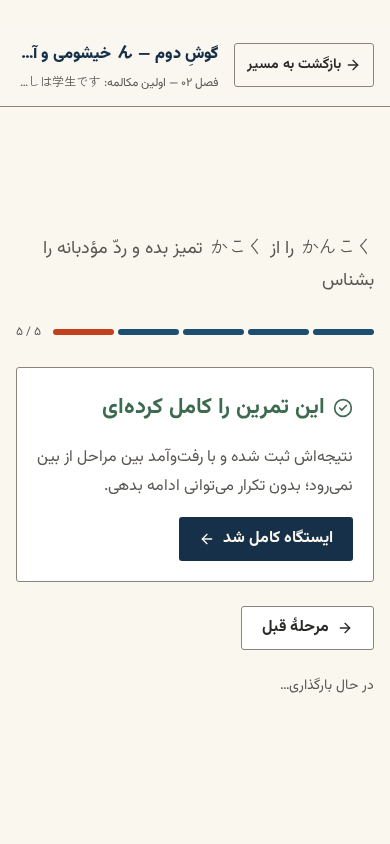 بازگشت به مسیر
گوشِ دوم — ん خیشومی و آ...
فصل ۰۲ — اولین مکالمه: しは学生です...
かんこく را از かこく تمیز بده و ردّ مؤدبانه را
بشناس
۵ / ۵
این تمرین را کامل کرده‌ای
نتیجه‌اش ثبت شده و با رفت‌وآمد بین مراحل از بین
نمی‌رود؛ بدون تکرار می‌توانی ادامه بدهی.
ایستگاه کامل شد
مرحلهٔ قبل
در حال بارگذاری…